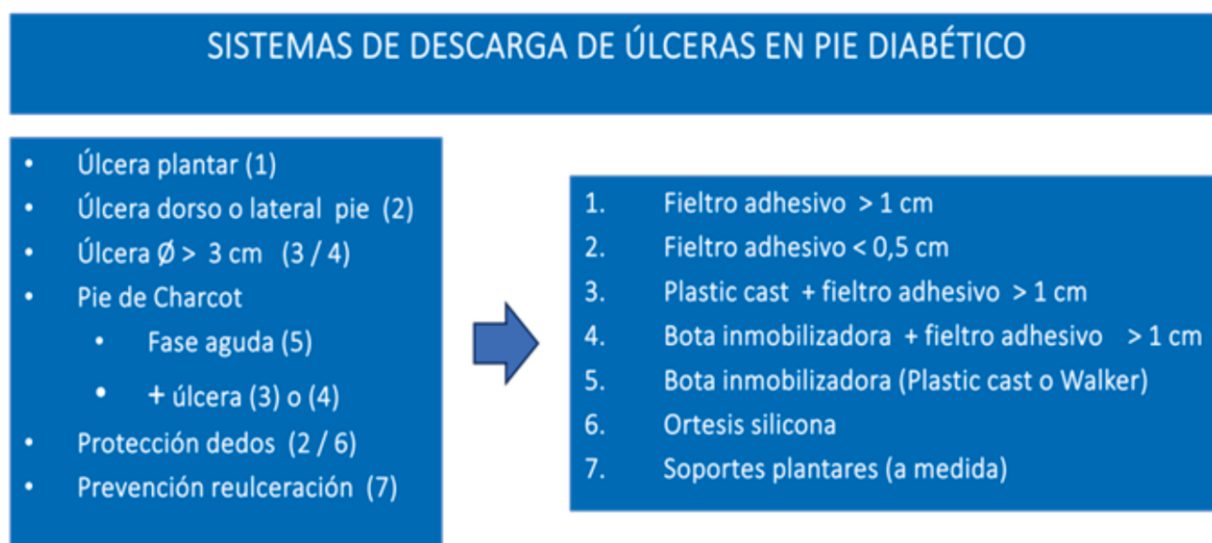 SISTEMAS DE DESCARGA DE ÚLCERAS EN PIE DIABÉTICO
• Úlcera plantar (1)
• Úlcera dorso o lateral pie (2)
• Úlcera Ø > 3 cm (3 / 4)
• Pie de Charcot
• Fase aguda (5)
• + úlcera (3) o (4)
• Protección dedos (2 / 6)
• Prevención reulceración (7)
1. Fieltro adhesivo > 1 cm
2. Fieltro adhesivo < 0,5 cm
3. Plastic cast + fieltro adhesivo > 1 cm
4. Bota inmobilizadora + fieltro adhesivo > 1 cm
5. Bota inmobilizadora (Plastic cast o Walker)
6. Ortesis silicona
7. Soportes plantares (a medida)